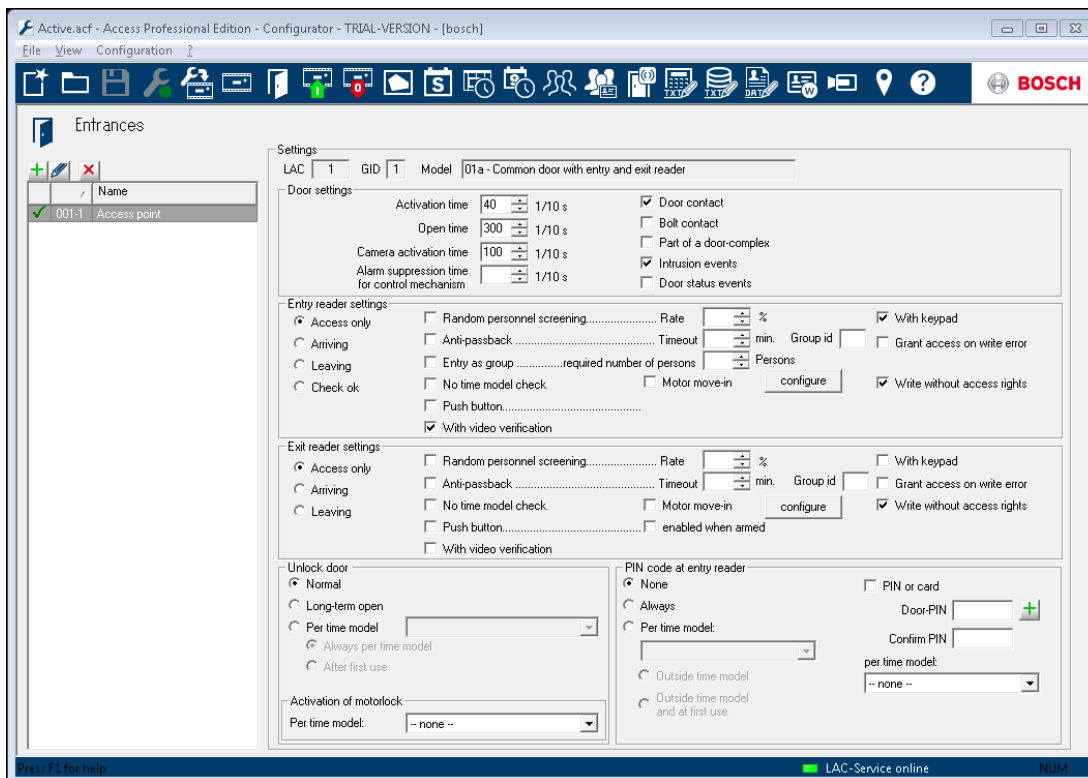 Active.acf - Access Professional Edition - Configurator - TRIAL-VERSION - [bosch]
File View Configuration ?
BOSCH
Entrances
Name
001-1 Access point
Settings
LAC 1 GID 1 Model 01a - Common door with entry and exit reader
Door settings
Activation time 40 1/10 s
Open time 300 1/10 s
Camera activation time 100 1/10 s
Alarm suppression time
for control mechanism 1/10 s
Door contact
Bolt contact
Part of a door-complex
Intrusion events
Door status events
Entry reader settings
Access only
Arriving
Leaving
Check ok
Random personnel screening....................... Rate %
Anti-passback ................................... Timeout min. Group id
Entry as group ..............required number of persons Persons
No time model check Motor move-in configure
Push button...........................................
With video verification
With keypad
Grant access on write error
Write without access rights
Exit reader settings
Access only
Arriving
Leaving
Random personnel screening....................... Rate %
Anti-passback ................................... Timeout min. Group id
No time model check Motor move-in configure
Push button................................... enabled when armed
With video verification
With keypad
Grant access on write error
Write without access rights
Unlock door
Normal
Long-term open
Per time model
Always per time model
After first use
Activation of motorlock
Per time model: -- none --
PIN code at entry reader
None
Always
Per time model:
Outside time model
Outside time model
and at first use
PIN or card
Door-PIN
Confirm PIN
per time model:
-- none --
Press F1 for help LAC-Service online NUM